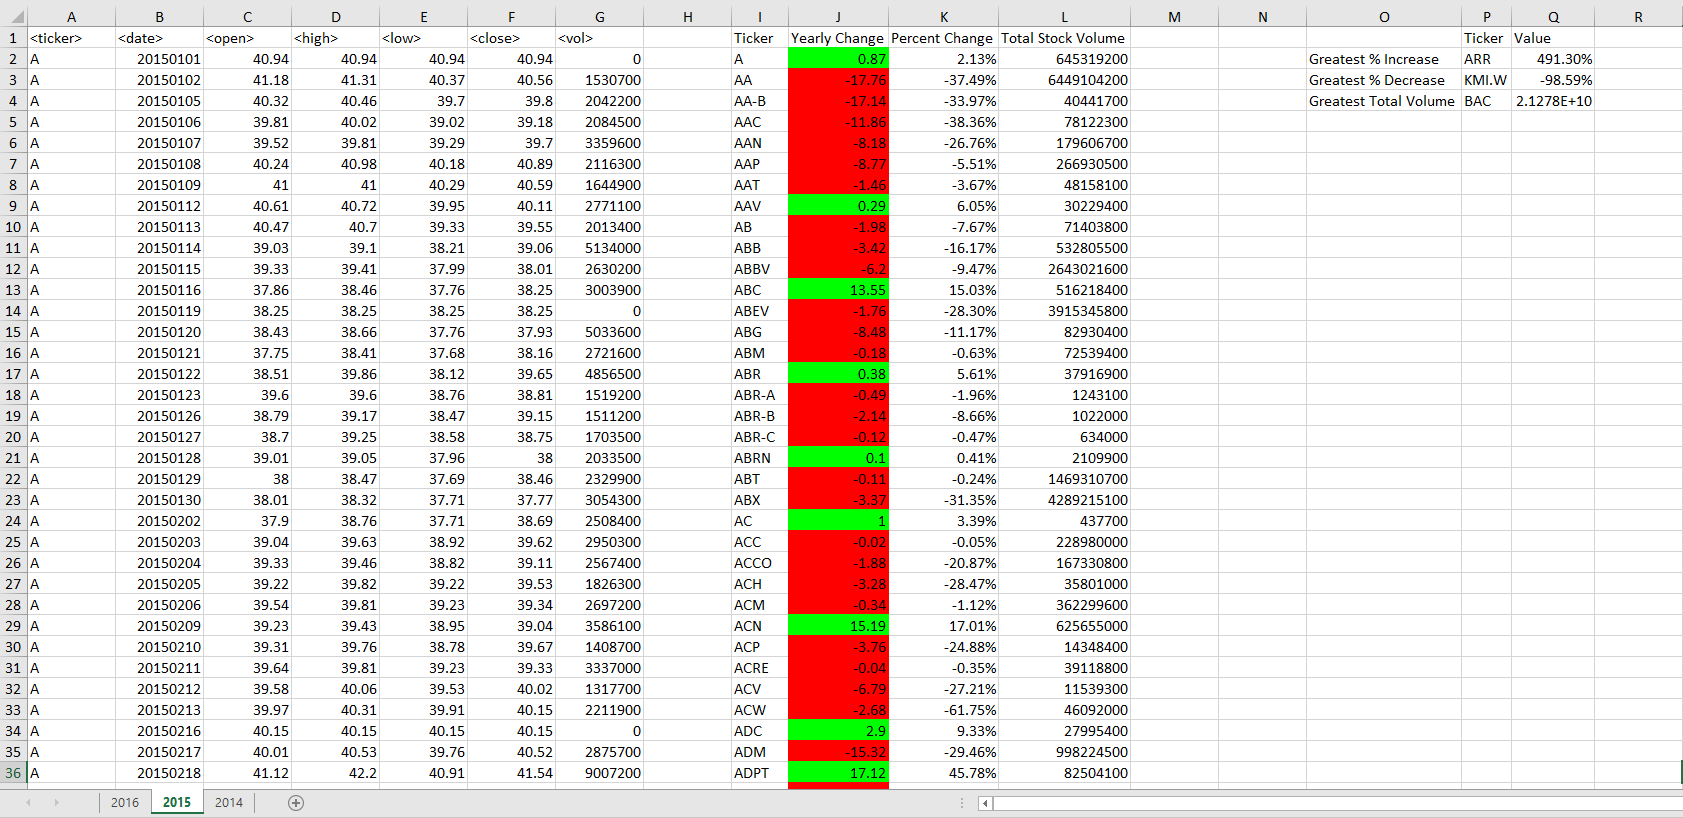 A B C D E F G H I J K L M N O P Q R
1 <ticker> <date> <open> <high> <low> <close> <vol> Ticker Yearly Change Percent Change Total Stock Volume Ticker Value
2 A 20150101 40.94 40.94 40.94 40.94 0 A 0.87 2.13% 645319200 Greatest % Increase ARR 491.30%
3 A 20150102 41.18 41.31 40.37 40.56 1530700 AA -17.76 -37.49% 6449104200 Greatest % Decrease KMI.W -98.59%
4 A 20150105 40.32 40.46 39.7 39.8 2042200 AA-B -17.14 -33.97% 40441700 Greatest Total Volume BAC 2.1278E+10
5 A 20150106 39.81 40.02 39.02 39.18 2084500 AAC -11.86 -38.36% 78122300
6 A 20150107 39.52 39.81 39.29 39.7 3359600 AAN -8.18 -26.76% 179606700
7 A 20150108 40.24 40.98 40.18 40.89 2116300 AAP -8.77 -5.51% 266930500
8 A 20150109 41 41 40.29 40.59 1644900 AAT -1.46 -3.67% 48158100
9 A 20150112 40.61 40.72 39.95 40.11 2771100 AAV 0.29 6.05% 30229400
10 A 20150113 40.47 40.7 39.33 39.55 2013400 AB -1.98 -7.67% 71403800
11 A 20150114 39.03 39.1 38.21 39.06 5134000 ABB -3.42 -16.17% 532805500
12 A 20150115 39.33 39.41 37.99 38.01 2630200 ABBV -6.2 -9.47% 2643021600
13 A 20150116 37.86 38.46 37.76 38.25 3003900 ABC 13.55 15.03% 516218400
14 A 20150119 38.25 38.25 38.25 38.25 0 ABEV -1.76 -28.30% 3915345800
15 A 20150120 38.43 38.66 37.76 37.93 5033600 ABG -8.48 -11.17% 82930400
16 A 20150121 37.75 38.41 37.68 38.16 2721600 ABM -0.18 -0.63% 72539400
17 A 20150122 38.51 39.86 38.12 39.65 4856500 ABR 0.38 5.61% 37916900
18 A 20150123 39.6 39.6 38.76 38.81 1519200 ABR-A -0.49 -1.96% 1243100
19 A 20150126 38.79 39.17 38.47 39.15 1511200 ABR-B -2.14 -8.66% 1022000
20 A 20150127 38.7 39.25 38.58 38.75 1703500 ABR-C -0.12 -0.47% 634000
21 A 20150128 39.01 39.05 37.96 38 2033500 ABRN 0.1 0.41% 2109900
22 A 20150129 38 38.47 37.69 38.46 2329900 ABT -0.11 -0.24% 1469310700
23 A 20150130 38.01 38.32 37.71 37.77 3054300 ABX -3.37 -31.35% 4289215100
24 A 20150202 37.9 38.76 37.71 38.69 2508400 AC 1 3.39% 437700
25 A 20150203 39.04 39.63 38.92 39.62 2950300 ACC -0.02 -0.05% 228980000
26 A 20150204 39.33 39.46 38.82 39.11 2567400 ACCO -1.88 -20.87% 167330800
27 A 20150205 39.22 39.82 39.22 39.53 1826300 ACH -3.28 -28.47% 35801000
28 A 20150206 39.54 39.81 39.23 39.34 2697200 ACM -0.34 -1.12% 362299600
29 A 20150209 39.23 39.43 38.95 39.04 3586100 ACN 15.19 17.01% 625655000
30 A 20150210 39.31 39.76 38.78 39.67 1408700 ACP -3.76 -24.88% 14348400
31 A 20150211 39.64 39.81 39.23 39.33 3337000 ACRE -0.04 -0.35% 39118800
32 A 20150212 39.58 40.06 39.53 40.02 1317700 ACV -6.79 -27.21% 11539300
33 A 20150213 39.97 40.31 39.91 40.15 2211900 ACW -2.68 -61.75% 46092000
34 A 20150216 40.15 40.15 40.15 40.15 0 ADC 2.9 9.33% 27995400
35 A 20150217 40.01 40.53 39.76 40.52 2875700 ADM -15.32 -29.46% 998224500
36 A 20150218 41.12 42.2 40.91 41.54 9007200 ADPT 17.12 45.78% 82504100
2016 2015 2014